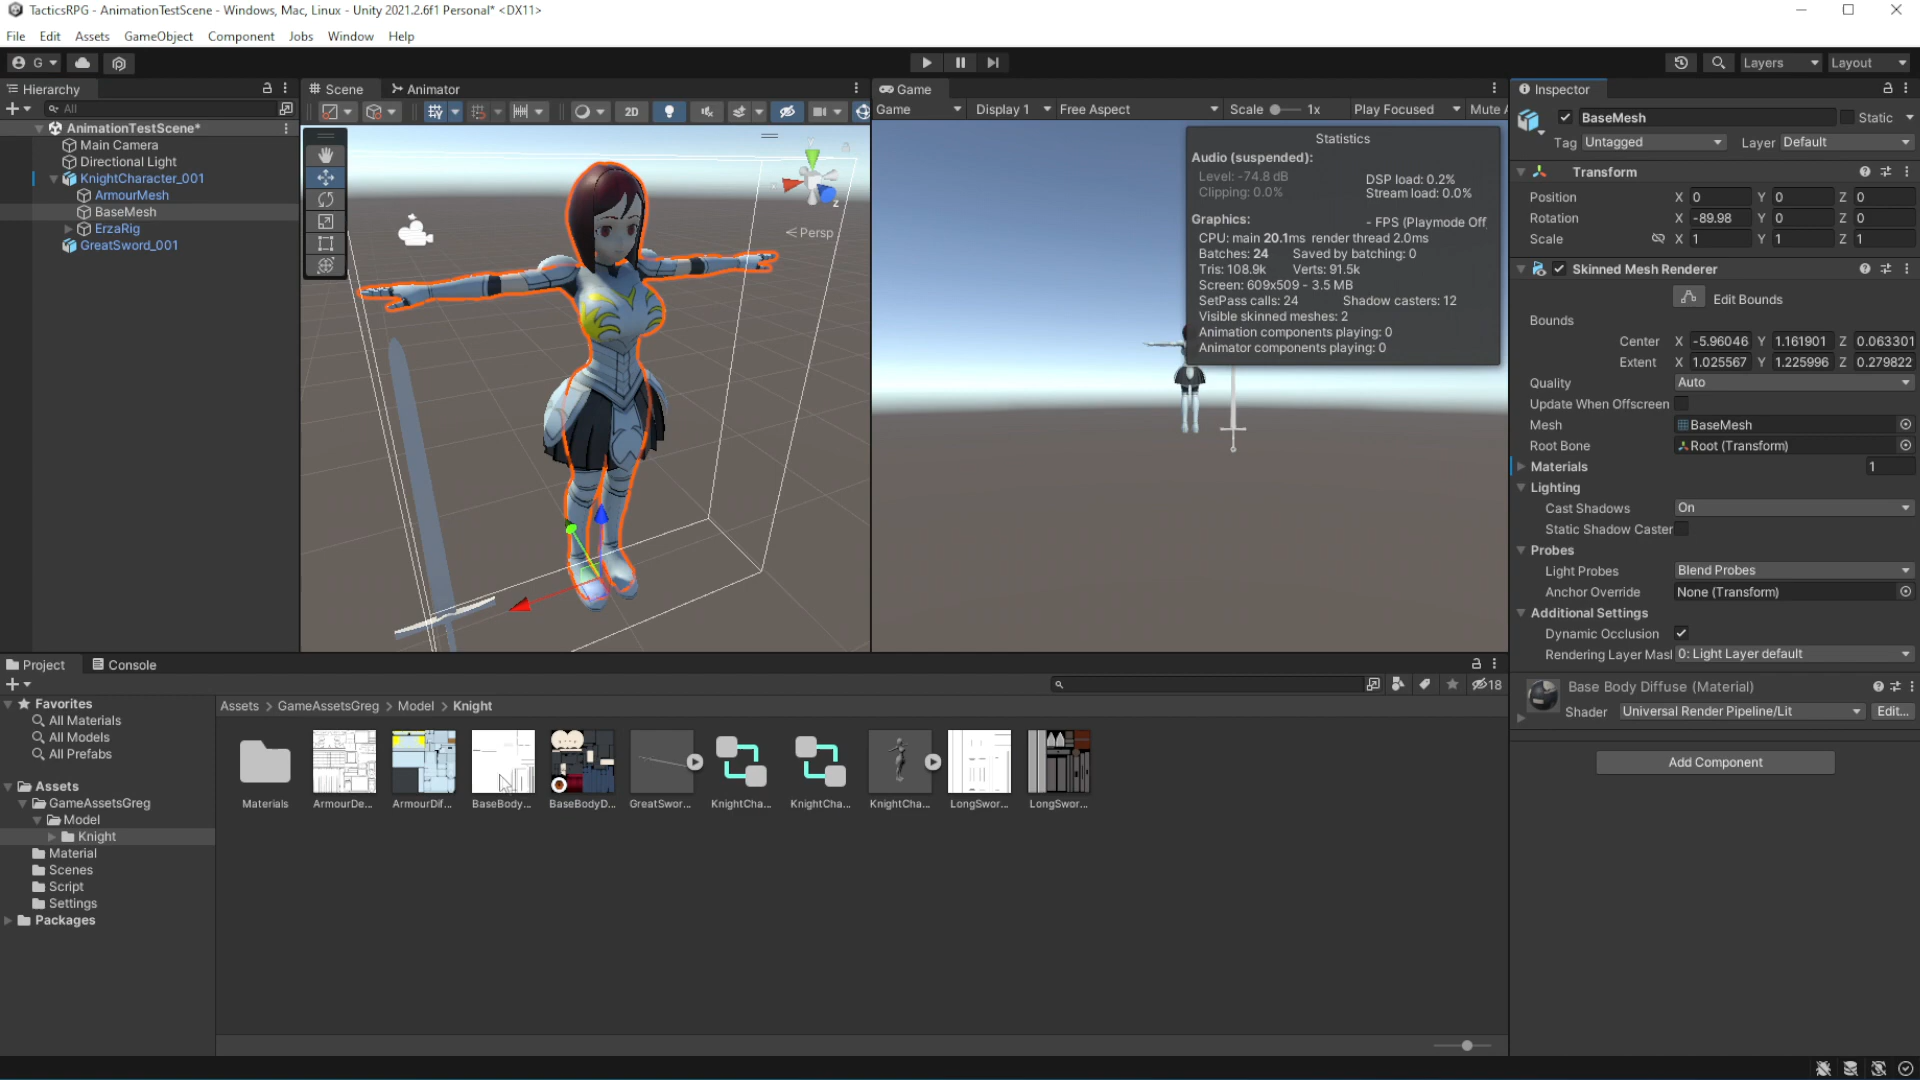 TacticsRPG - AnimationTestScene - Windows, Mac, Linux - Unity 2021.2.6f1 Personal* <DX11>
File Edit Assets GameObject Component Jobs Window Help
G
Layers Layout
Hierarchy
All
AnimationTestScene*
Main Camera
Directional Light
KnightCharacter_001
ArmourMesh
BaseMesh
ErzaRig
GreatSword_001
Scene Animator
2D
Persp
z
Game
Game Display 1 Free Aspect Scale 1x Play Focused Mute A
Statistics
Audio (suspended):
Level: -74.8 dB DSP load: 0.2%
Clipping: 0.0% Stream load: 0.0%
Graphics: - FPS (Playmode Off
CPU: main 20.1ms render thread 2.0ms
Batches: 24 Saved by batching: 0
Tris: 108.9k Verts: 91.5k
Screen: 609x509 - 3.5 MB
SetPass calls: 24 Shadow casters: 12
Visible skinned meshes: 2
Animation components playing: 0
Animator components playing: 0
Inspector
BaseMesh Static
Tag Untagged Layer Default
Transform
Position X 0 Y 0 Z 0
Rotation X -89.98 Y 0 Z 0
Scale X 1 Y 1 Z 1
Skinned Mesh Renderer
Edit Bounds
Bounds
Center X -5.96046 Y 1.161901 Z 0.063301
Extent X 1.025567 Y 1.225996 Z 0.279822
Quality Auto
Update When Offscreen
Mesh BaseMesh
Root Bone Root (Transform)
Materials 1
Lighting
Cast Shadows On
Static Shadow Caster
Probes
Light Probes Blend Probes
Anchor Override None (Transform)
Additional Settings
Dynamic Occlusion
Rendering Layer Masl 0: Light Layer default
Base Body Diffuse (Material)
Shader Universal Render Pipeline/Lit Edit...
Add Component
Project Console
18
Favorites
All Materials
All Models
All Prefabs
Assets
GameAssetsGreg
Model
Knight
Material
Scenes
Script
Settings
Packages
Assets > GameAssetsGreg > Model > Knight
Materials ArmourDe... ArmourDif... BaseBody... BaseBodyD... GreatSwor... KnightCha... KnightCha... KnightCha... LongSwor... LongSwor...